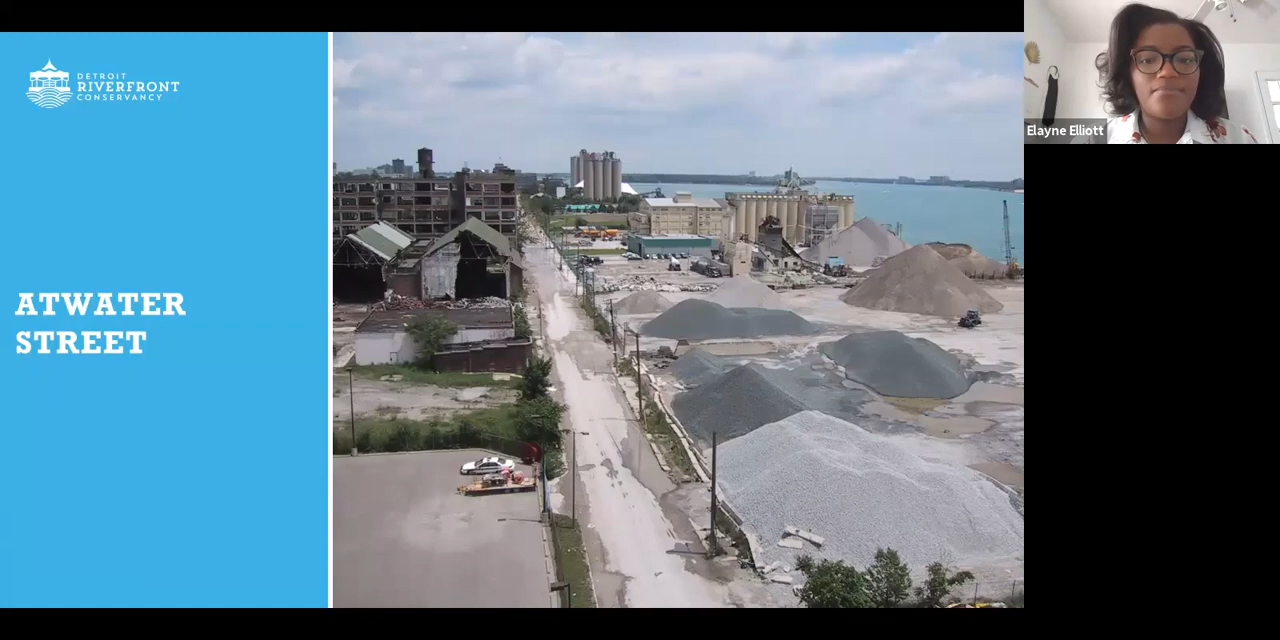 DETROIT
RIVERFRONT
CONSERVANCY
ATWATER
STREET
Elayne Elliott